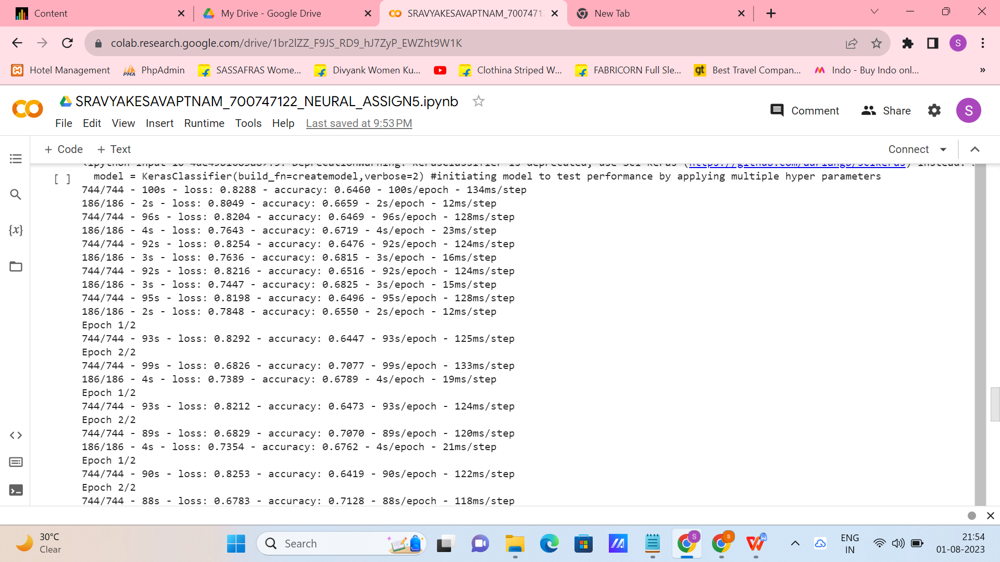 Content
My Drive - Google Drive
SRAVYAKESAVAPTNAM_7007471
New Tab
colab.research.google.com/drive/1br2lZZ_F9JS_RD9_hJ7ZyP_EWZht9W1K
S
Hotel Management
PMA
PhpAdmin
SASSAFRAS Wome...
Divyank Women Ku...
Clothina Striped W...
FABRICORN Full Sle...
gt
Best Travel Compan...
Indo - Buy Indo onl...
»
SRAVYAKESAVAPTNAM_700747122_NEURAL_ASSIGN5.ipynb
File Edit View Insert Runtime Tools Help Last saved at 9:53 PM
Comment
Share
S
+ Code + Text
Connect
DeprecationWarning: KerasClassifier is deprecated, use Sci-Keras (https://github.com/adriangb/scikeras) instead.
[ ]
model = KerasClassifier(build_fn=createmodel,verbose=2) #initiating model to test performance by applying multiple hyper parameters
744/744 - 100s - loss: 0.8288 - accuracy: 0.6460 - 100s/epoch - 134ms/step
186/186 - 2s - loss: 0.8049 - accuracy: 0.6659 - 2s/epoch - 12ms/step
744/744 - 96s - loss: 0.8204 - accuracy: 0.6469 - 96s/epoch - 128ms/step
186/186 - 4s - loss: 0.7643 - accuracy: 0.6719 - 4s/epoch - 23ms/step
744/744 - 92s - loss: 0.8254 - accuracy: 0.6476 - 92s/epoch - 124ms/step
186/186 - 3s - loss: 0.7636 - accuracy: 0.6815 - 3s/epoch - 16ms/step
744/744 - 92s - loss: 0.8216 - accuracy: 0.6516 - 92s/epoch - 124ms/step
186/186 - 3s - loss: 0.7447 - accuracy: 0.6825 - 3s/epoch - 15ms/step
744/744 - 95s - loss: 0.8198 - accuracy: 0.6496 - 95s/epoch - 128ms/step
186/186 - 2s - loss: 0.7848 - accuracy: 0.6550 - 2s/epoch - 12ms/step
Epoch 1/2
744/744 - 93s - loss: 0.8292 - accuracy: 0.6447 - 93s/epoch - 125ms/step
Epoch 2/2
744/744 - 99s - loss: 0.6826 - accuracy: 0.7077 - 99s/epoch - 133ms/step
186/186 - 4s - loss: 0.7389 - accuracy: 0.6789 - 4s/epoch - 19ms/step
Epoch 1/2
744/744 - 93s - loss: 0.8212 - accuracy: 0.6473 - 93s/epoch - 124ms/step
Epoch 2/2
744/744 - 89s - loss: 0.6829 - accuracy: 0.7070 - 89s/epoch - 120ms/step
186/186 - 4s - loss: 0.7354 - accuracy: 0.6762 - 4s/epoch - 21ms/step
Epoch 1/2
744/744 - 90s - loss: 0.8253 - accuracy: 0.6419 - 90s/epoch - 122ms/step
Epoch 2/2
744/744 - 88s - loss: 0.6783 - accuracy: 0.7128 - 88s/epoch - 118ms/step
{x}
30°C
Clear
Search
S
S
W
ENG
IN
21:54
01-08-2023